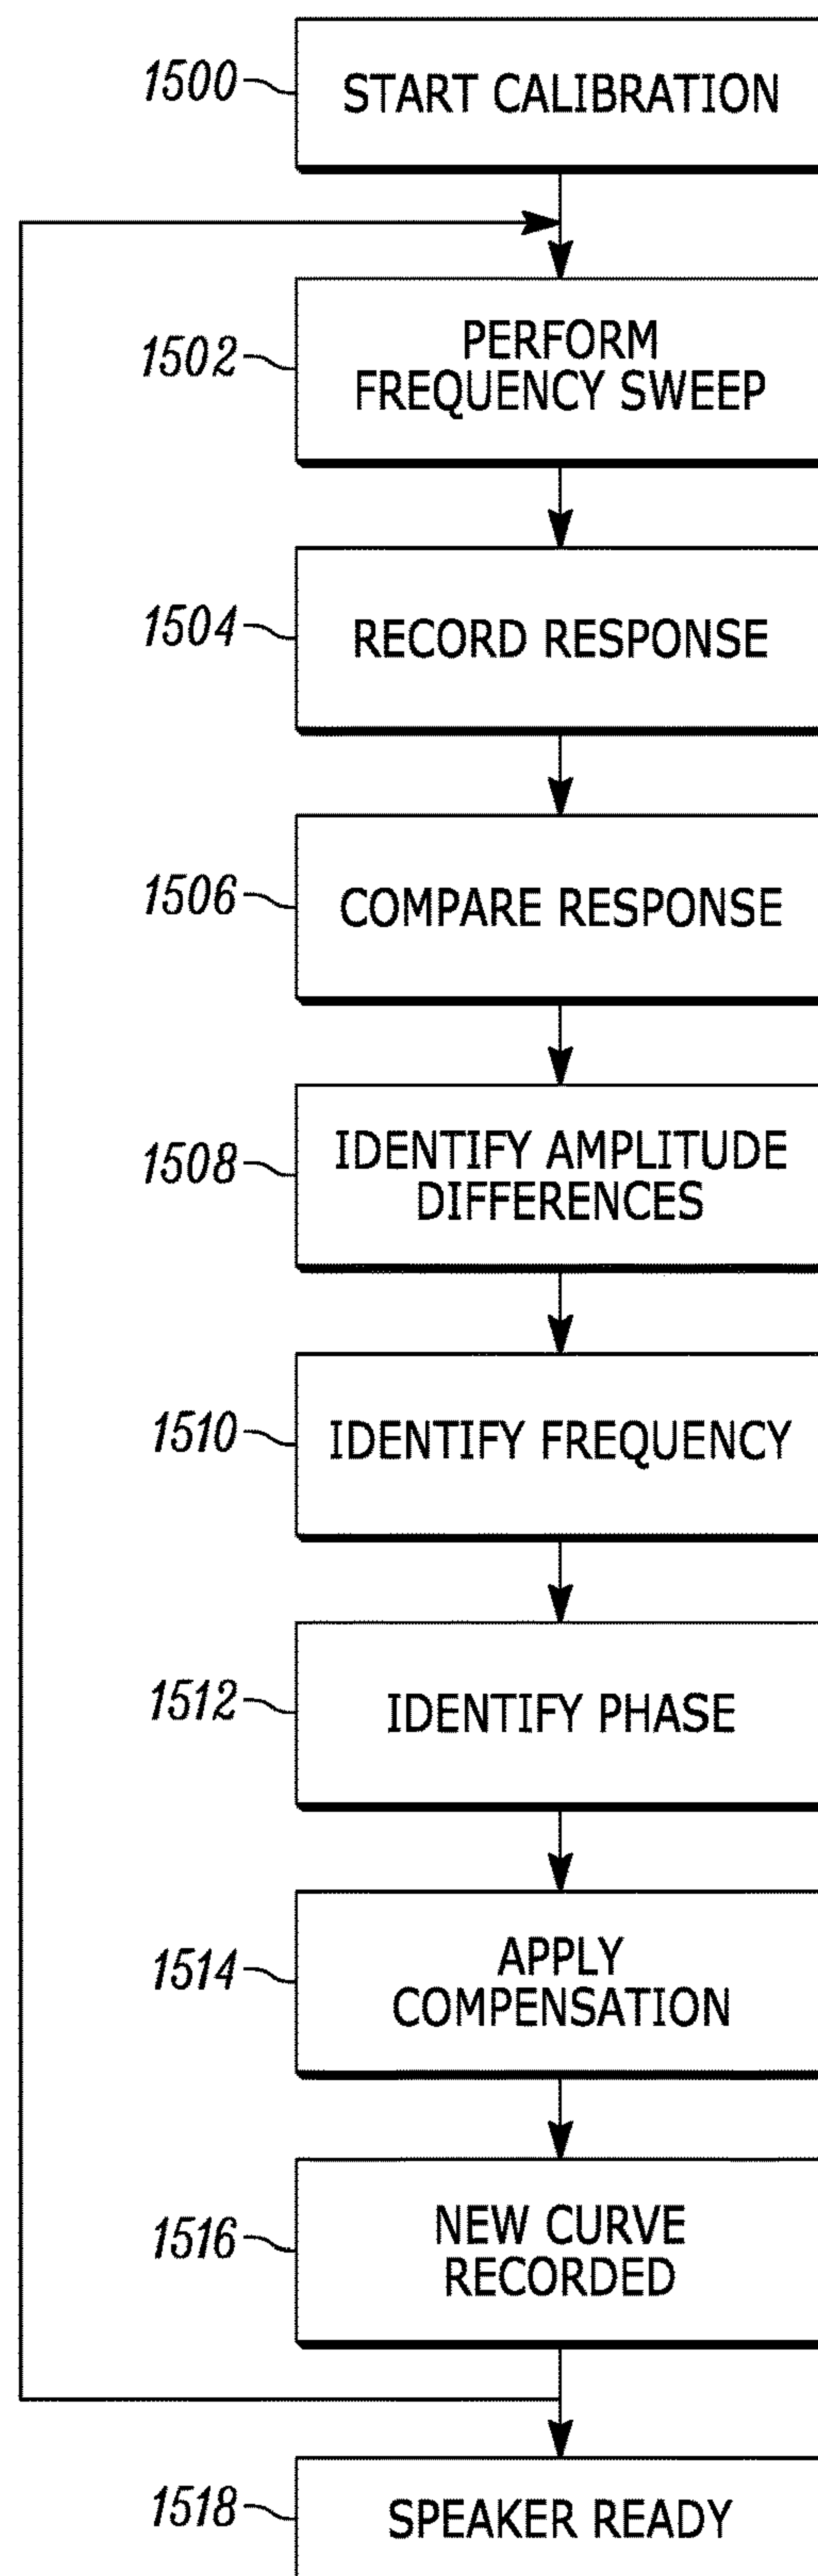 1500
START CALIBRATION
1502
PERFORM
FREQUENCY SWEEP
1504
RECORD RESPONSE
1506
COMPARE RESPONSE
1508
IDENTIFY AMPLITUDE
DIFFERENCES
1510
IDENTIFY FREQUENCY
1512
IDENTIFY PHASE
1514
APPLY
COMPENSATION
1516
NEW CURVE
RECORDED
1518
SPEAKER READY